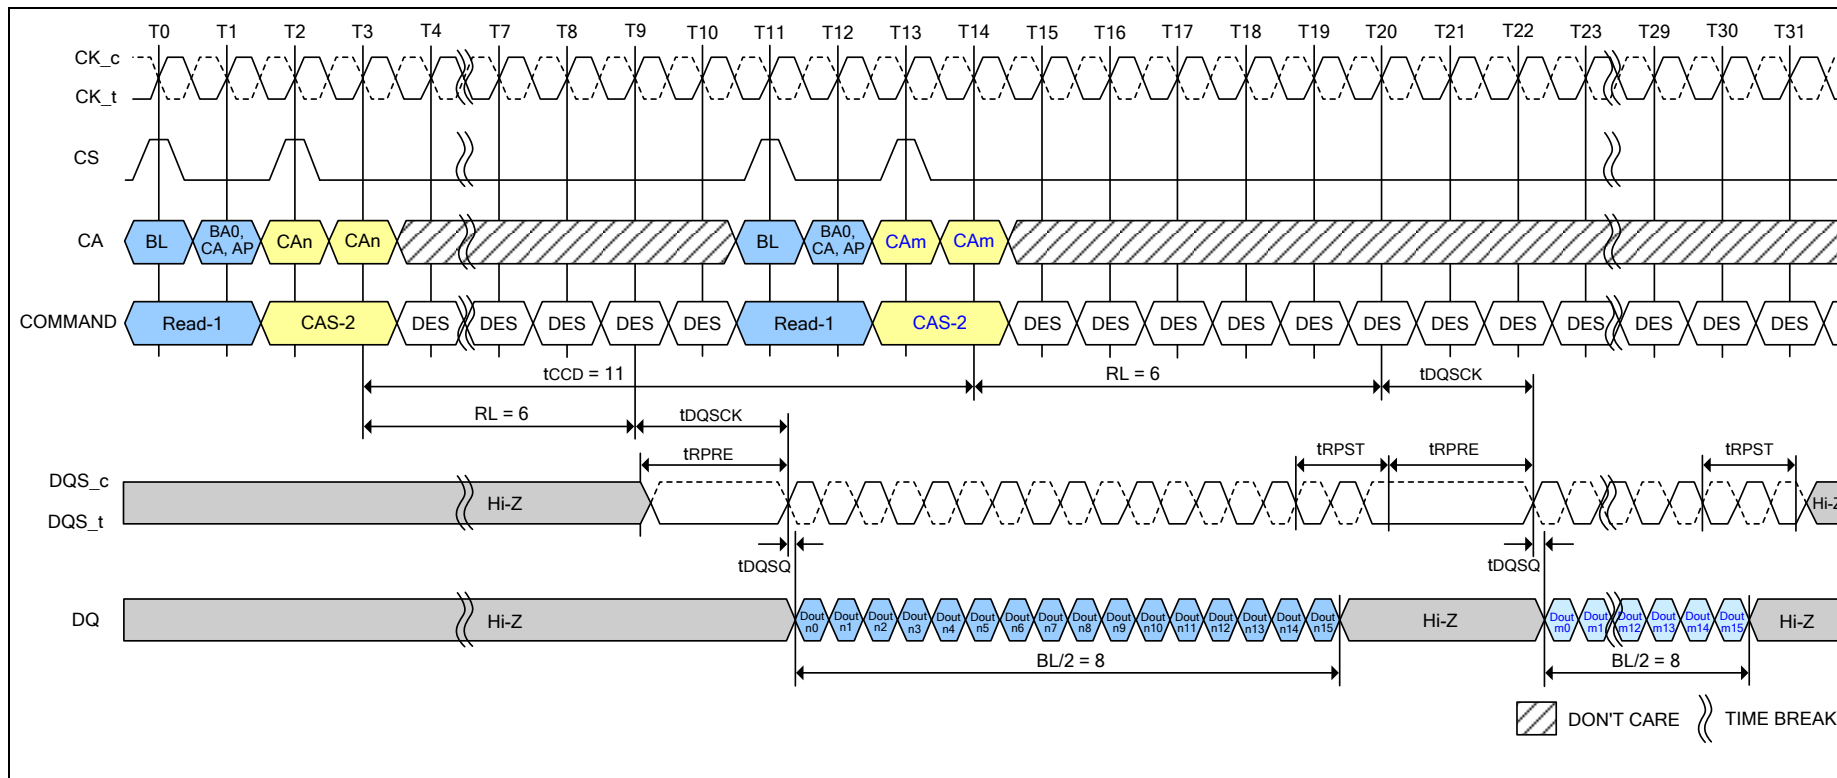 T0 T1 T2 T3 T4 T7 T8 T9 T10 T11 T12 T13 T14 T15 T16 T17 T18 T19 T20 T21 T22 T23 T29 T30 T31
CK_c
CK_t
CS
CA BL BA0, CA, AP CAn CAn BL BA0, CA, AP CAm CAm
COMMAND Read-1 CAS-2 DES DES DES DES DES Read-1 CAS-2 DES DES DES DES DES DES DES DES DES DES DES DES
tCCD = 11 RL = 6 tDQSCK
RL = 6 tDQSCK
tRPRE tRPST tRPRE tRPST
DQS_c
DQS_t
Hi-Z Hi-Z
tDQSQ tDQSQ
DQ Hi-Z Dout n0 Dout n1 Dout n2 Dout n3 Dout n4 Dout n5 Dout n6 Dout n7 Dout n8 Dout n9 Dout n10 Dout n11 Dout n12 Dout n13 Dout n14 Dout n15 Hi-Z Dout m0 Dout m1 Dout m12 Dout m13 Dout m14 Dout m15 Hi-Z
BL/2 = 8 BL/2 = 8
DON'T CARE TIME BREAK